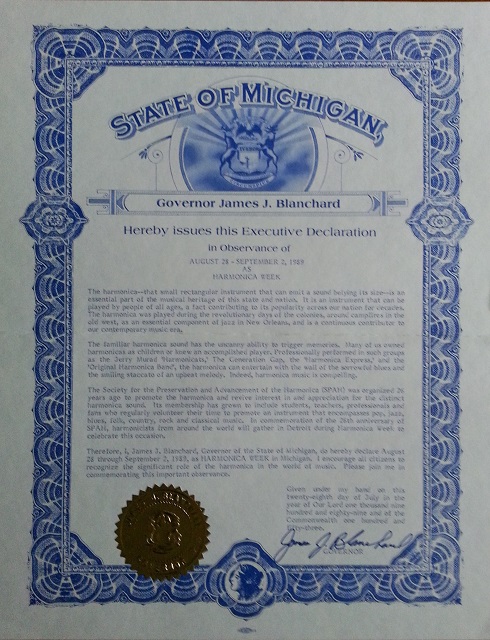 STATE OF MICHIGAN
Governor James J. Blanchard
Hereby issues this Executive Declaration
in Observance of
AUGUST 28 - SEPTEMBER 2, 1989
AS
HARMONICA WEEK
The harmonica—that small rectangular instrument that can emit a sound belying its size—is an
essential part of the musical heritage of this state and nation. It is an instrument that can be
played by people of all ages, a fact contributing to its popularity across our nation for decades.
The harmonica was played during the revolutionary days of the colonies, around campfires in the
old west, as an essential component of jazz in New Orleans, and is a continuous contributor to
our contemporary music era.
The familiar harmonica sound has the uncanny ability to trigger memories. Many of us owned
harmonicas as children or knew an accomplished player. Professionally performed in such groups
as the Jerry Murad 'Harmonicats,' The Generation Gap, the 'Harmonica Express,' and the
'Original Harmonica Band', the harmonica can entertain with the wail of the sorrowful blues and
the smiling staccato of an upbeat melody. Indeed, harmonica music is compelling.
The Society for the Preservation and Advancement of the Harmonica (SPAH) was organized 26
years ago to promote the harmonica and revive interest in and appreciation for the distinct
harmonica sound. Its membership has grown to include students, teachers, professionals and
fans who regularly volunteer their time to promote an instrument that encompasses pop, jazz,
blues, folk, country, rock and classical music. In commemoration of the 26th anniversary of
SPAH, harmonicists from around the world will gather in Detroit during Harmonica Week to
celebrate this occasion.
Therefore, I, James J. Blanchard, Governor of the State of Michigan, do hereby declare August
28 through September 2, 1989, as HARMONICA WEEK in Michigan. I encourage all citizens to
recognize the significant role of the harmonica in the world of music. Please join me in
commemorating this important observance.
Given under my hand on this
twenty-eighth day of July in the
year of Our Lord one thousand nine
hundred and eighty-nine and of the
Commonwealth one hundred and
fifty-three.
James J. Blanchard
GOVERNOR